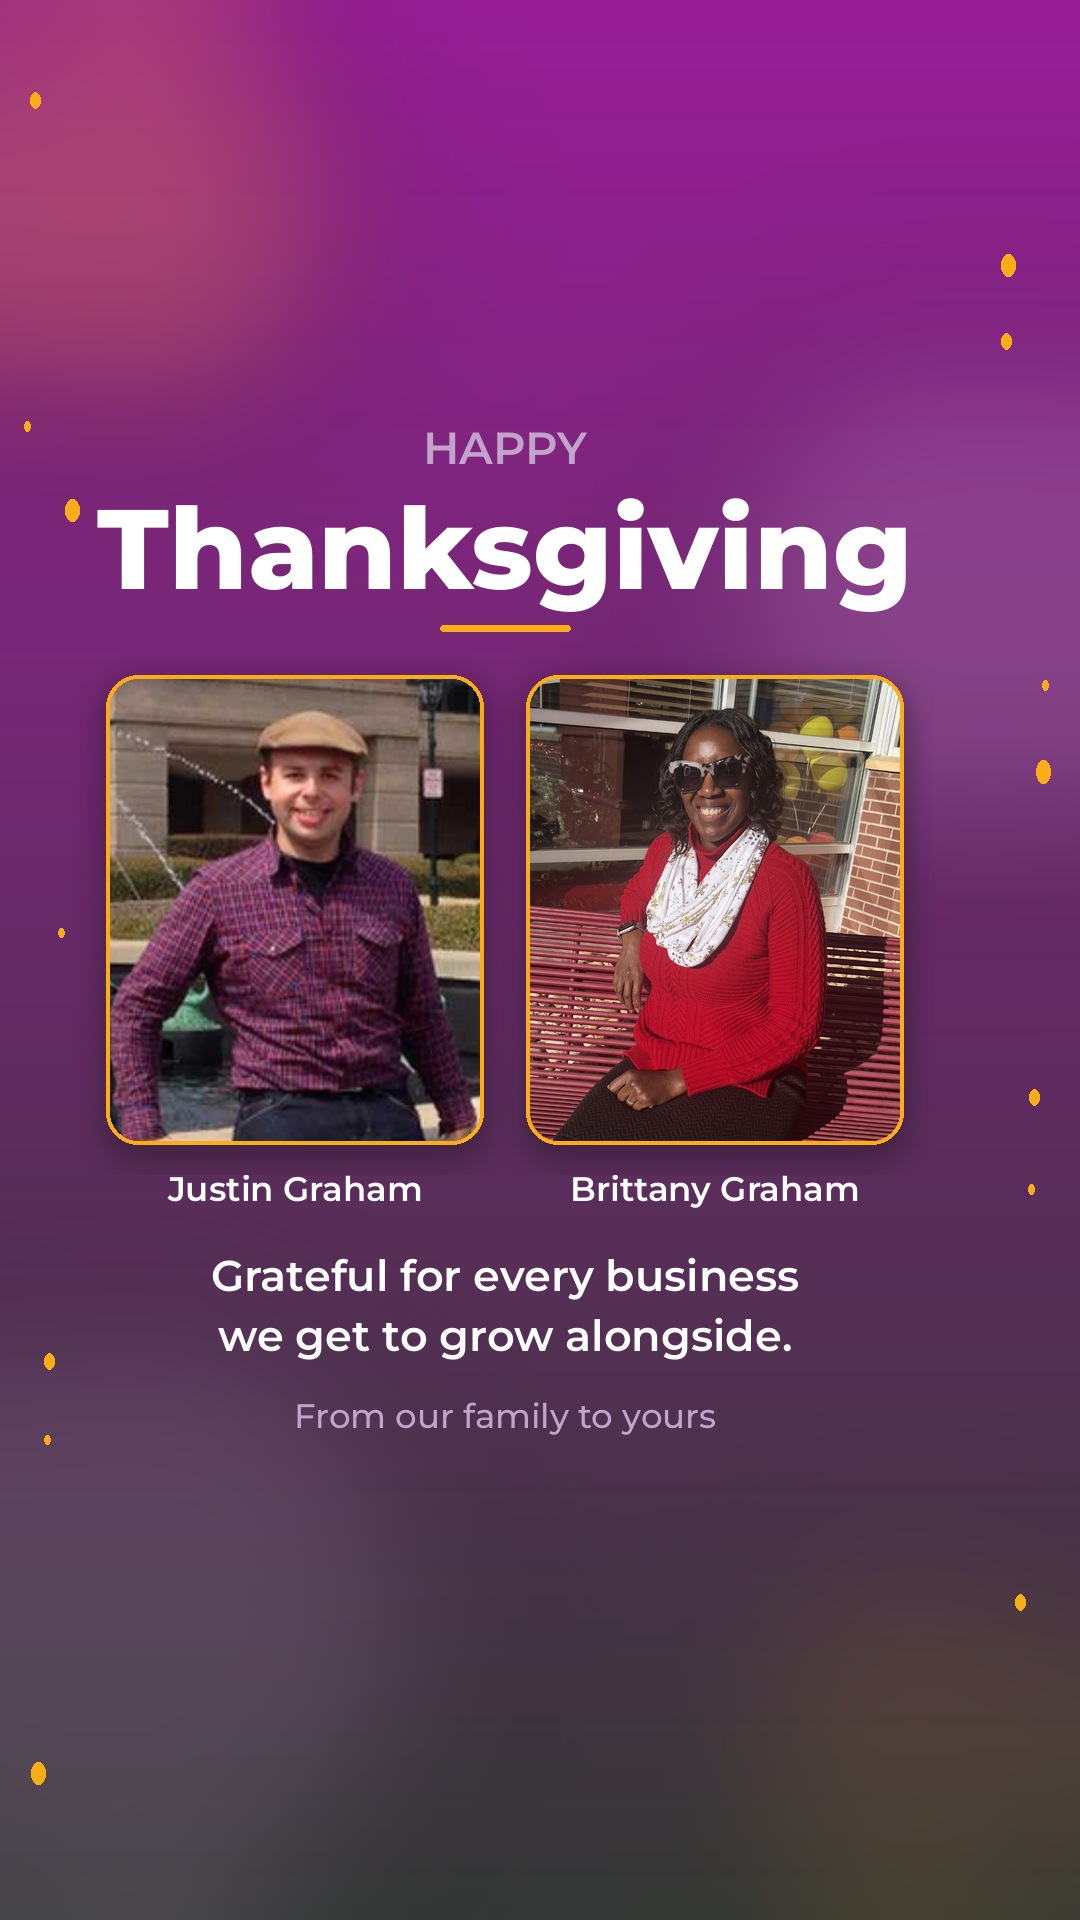 HAPPY
Thanksgiving
Justin Graham
Brittany Graham
Grateful for every business
we get to grow alongside.
From our family to yours